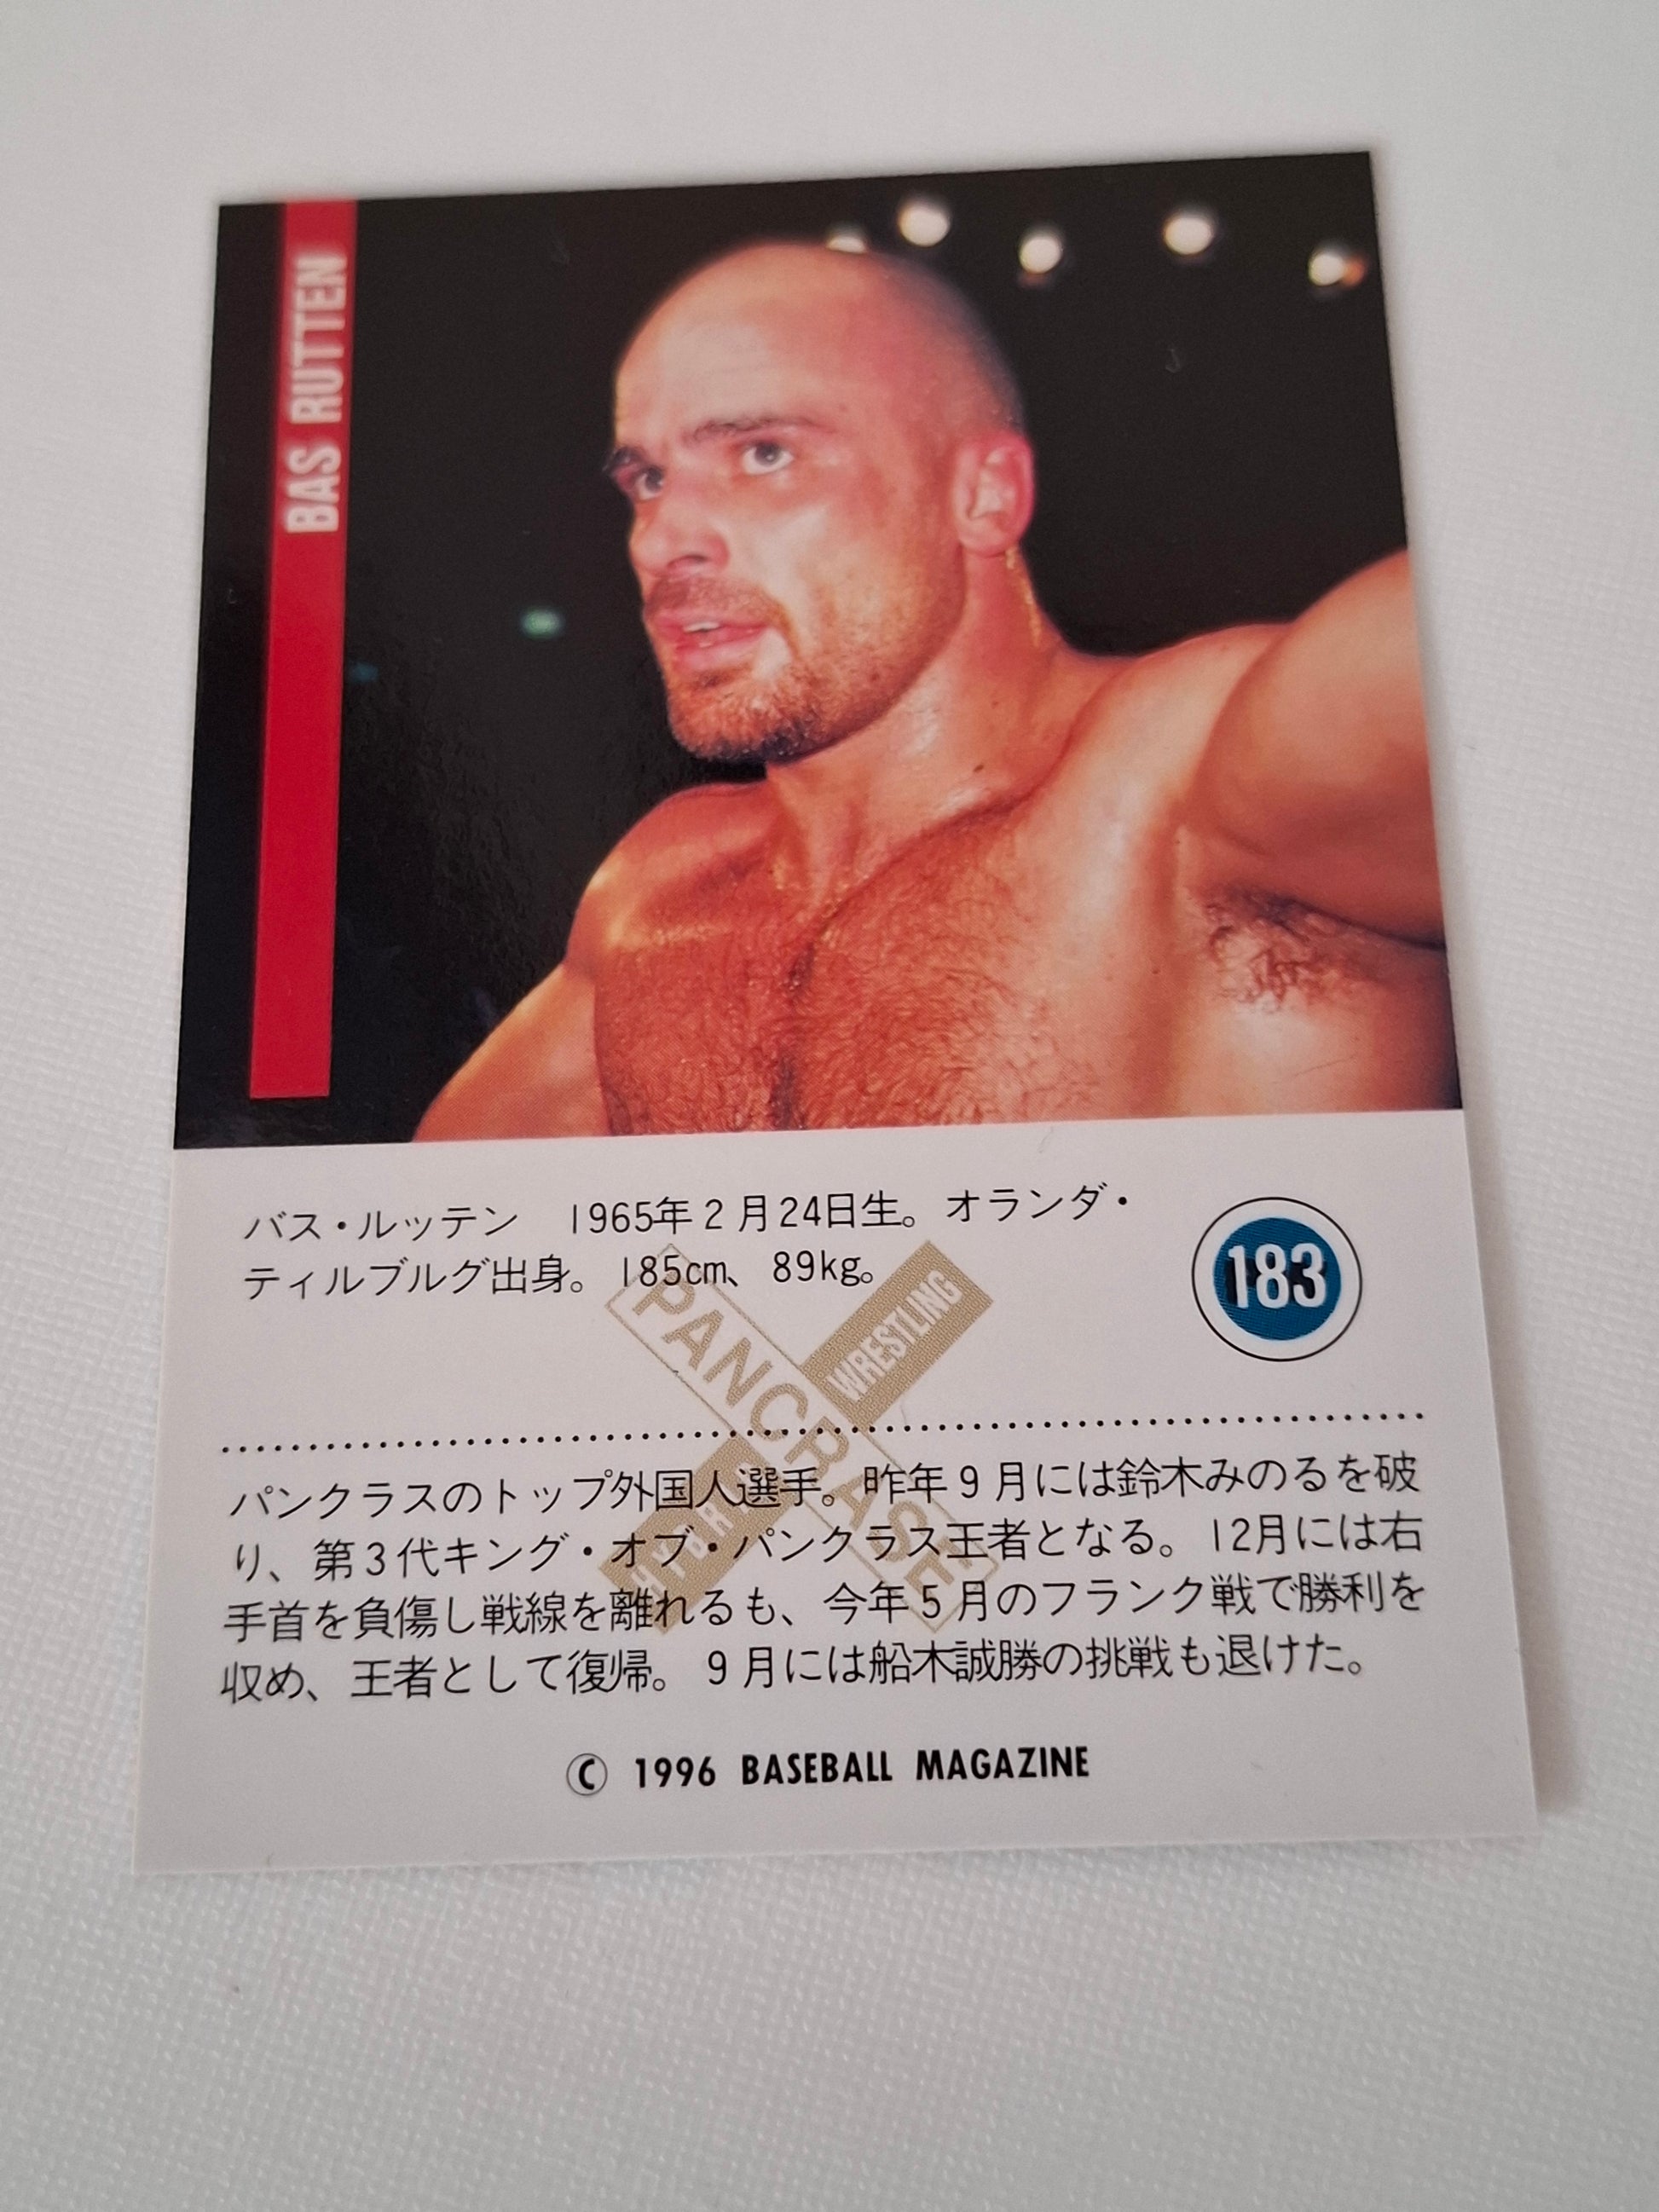 BAS RUTTEN
バス・ルッテン　1965年2月24日生。オランダ・
ティルブルグ出身。185cm、89kg。
183
WRESTLING
PANCRASE
HYBRID
パンクラスのトップ外国人選手。昨年9月には鈴木みのるを破
り、第3代キング・オブ・パンクラス王者となる。12月には右
手首を負傷し戦線を離れるも、今年5月のフランク戦で勝利を
収め、王者として復帰。9月には船木誠勝の挑戦も退けた。
© 1996 BASEBALL MAGAZINE